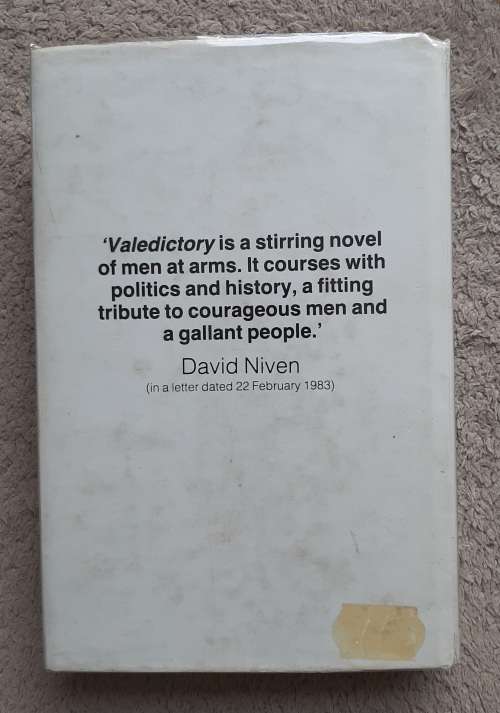 ‘Valedictory is a stirring novel
of men at arms. It courses with
politics and history, a fitting
tribute to courageous men and
a gallant people.’
David Niven
(in a letter dated 22 February 1983)